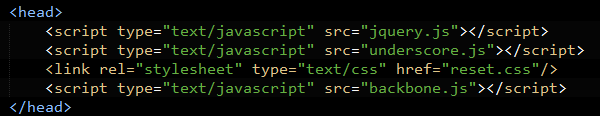 <head>
<script type="text/javascript" src="jquery.js"></script>
<script type="text/javascript" src="underscore.js"></script>
<link rel="stylesheet" type="text/css" href="reset.css"/>
<script type="text/javascript" src="backbone.js"></script>
</head>